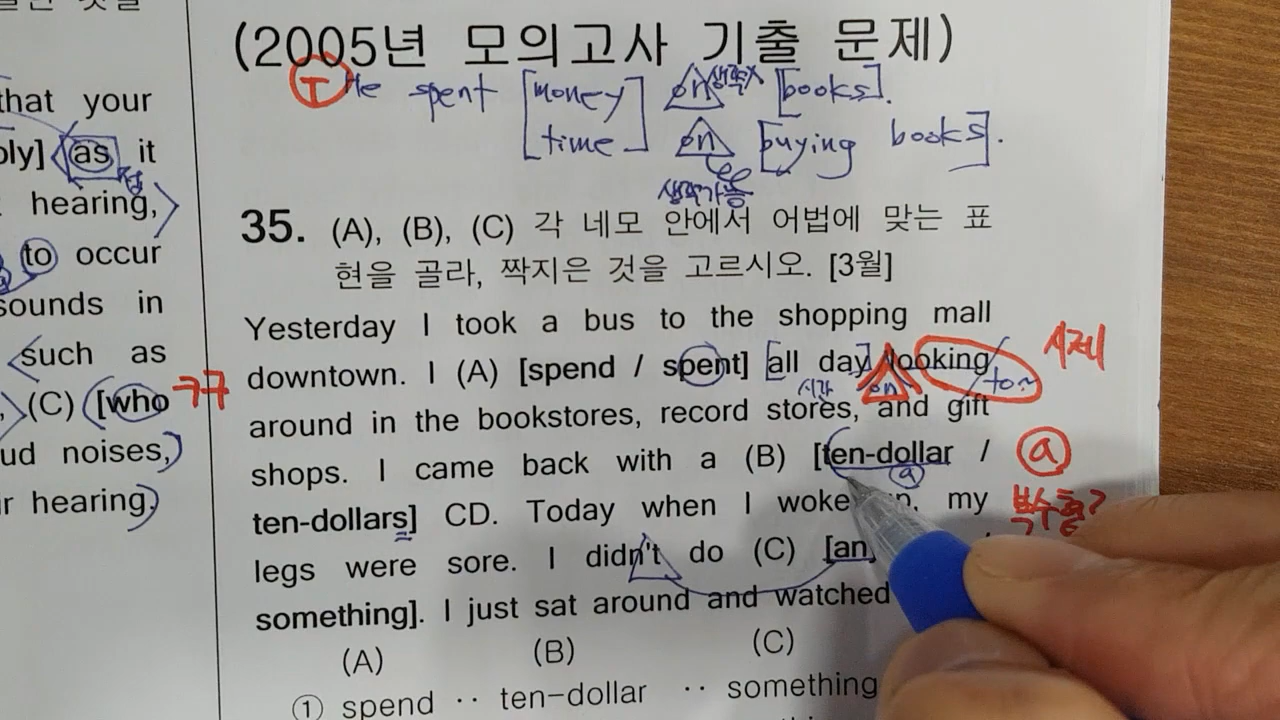 that your
ply] as it
hearing,
to occur
sounds in
such as
(C) [who 구
ud noises,
r hearing.
(2005년 모의고사 기출 문제)
T He spent [money on 생략X [books].
time] on [buying books].
생략가능
35. (A), (B), (C) 각 네모 안에서 어법에 맞는 표
현을 골라, 짝지은 것을 고르시오. [3월]
Yesterday I took a bus to the shopping mall
downtown. I (A) [spend / spent] all day looking 시제
시간 on to~
around in the bookstores, record stores, and gift
shops. I came back with a (B) [ten-dollar / a
a
ten-dollars] CD. Today when I woke my 복수형?
legs were sore. I didn't do (C) [an /
something]. I just sat around and watched
(A) (B) (C)
① spend ·· ten-dollar ·· something